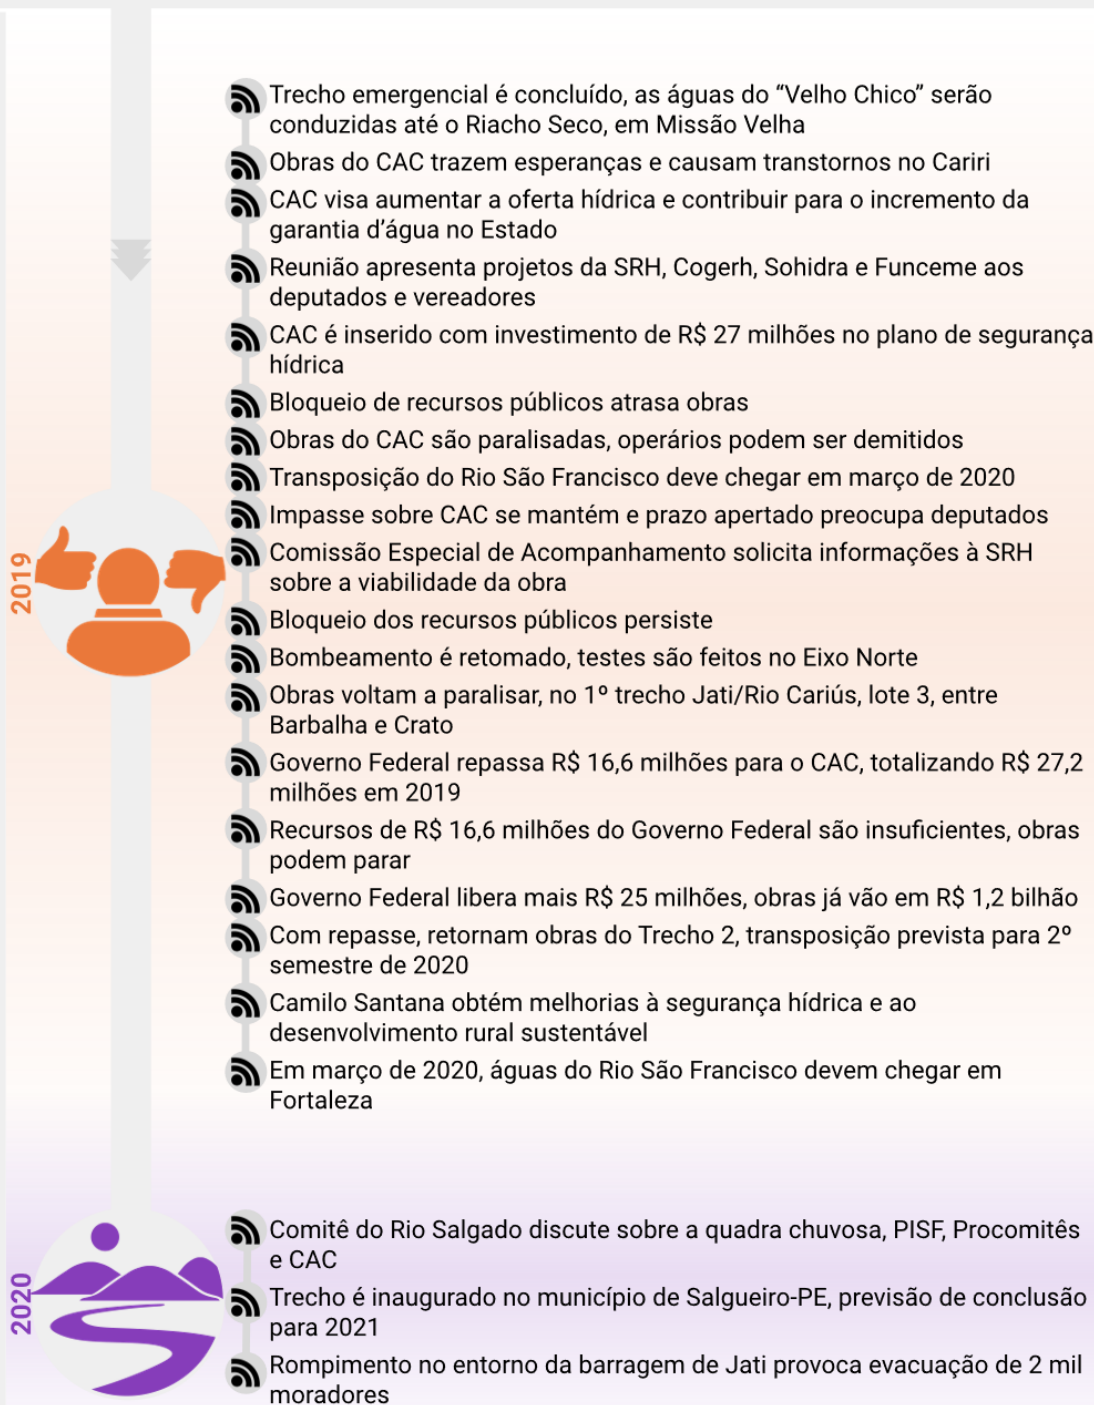 Trecho emergencial é concluído, as águas do “Velho Chico” serão
conduzidas até o Riacho Seco, em Missão Velha
Obras do CAC trazem esperanças e causam transtornos no Cariri
CAC visa aumentar a oferta hídrica e contribuir para o incremento da
garantia d’água no Estado
Reunião apresenta projetos da SRH, Cogerh, Sohidra e Funceme aos
deputados e vereadores
CAC é inserido com investimento de R$ 27 milhões no plano de segurança
hídrica
Bloqueio de recursos públicos atrasa obras
Obras do CAC são paralisadas, operários podem ser demitidos
Transposição do Rio São Francisco deve chegar em março de 2020
Impasse sobre CAC se mantém e prazo apertado preocupa deputados
Comissão Especial de Acompanhamento solicita informações à SRH
sobre a viabilidade da obra
2019
Bloqueio dos recursos públicos persiste
Bombeamento é retomado, testes são feitos no Eixo Norte
Obras voltam a paralisar, no 1º trecho Jati/Rio Cariús, lote 3, entre
Barbalha e Crato
Governo Federal repassa R$ 16,6 milhões para o CAC, totalizando R$ 27,2
milhões em 2019
Recursos de R$ 16,6 milhões do Governo Federal são insuficientes, obras
podem parar
Governo Federal libera mais R$ 25 milhões, obras já vão em R$ 1,2 bilhão
Com repasse, retornam obras do Trecho 2, transposição prevista para 2º
semestre de 2020
Camilo Santana obtém melhorias à segurança hídrica e ao
desenvolvimento rural sustentável
Em março de 2020, águas do Rio São Francisco devem chegar em
Fortaleza
Comitê do Rio Salgado discute sobre a quadra chuvosa, PISF, Procomitês
e CAC
2020
Trecho é inaugurado no município de Salgueiro-PE, previsão de conclusão
para 2021
Rompimento no entorno da barragem de Jati provoca evacuação de 2 mil
moradores